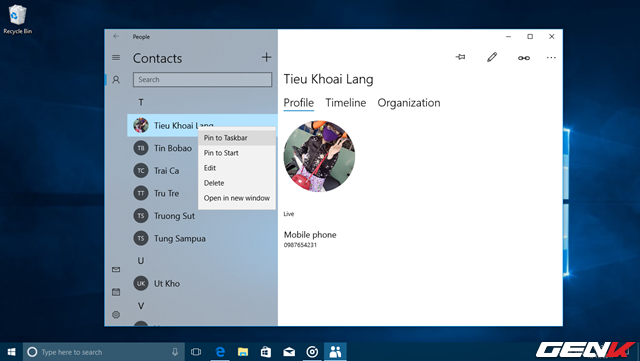 Recycle Bin
People
Contacts
Search
T
Tieu Khoai Lang
TB Tin Bobao
TC Trai Ca
TT Tru Tre
TS Truong Sut
TS Tung Sampua
U
UK Ut Kho
V
Pin to Taskbar
Pin to Start
Edit
Delete
Open in new window
Tieu Khoai Lang
Profile Timeline Organization
Live
Mobile phone
0987654231
Type here to search
GENK